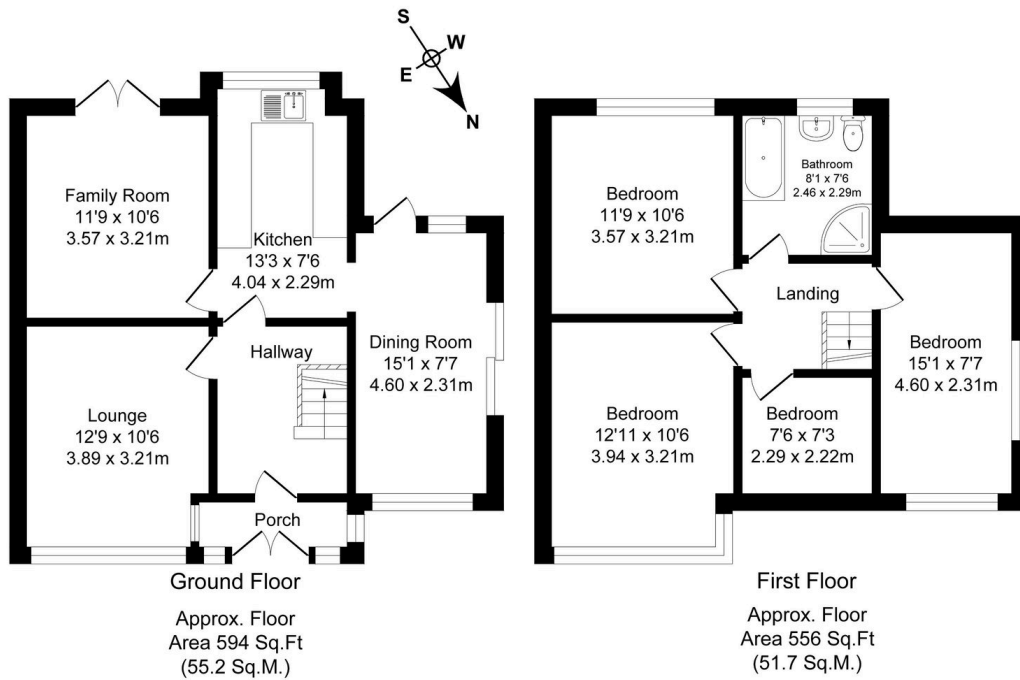 S
W
E
N
Family Room
11'9 x 10'6
3.57 x 3.21m
Kitchen
13'3 x 7'6
4.04 x 2.29m
Hallway
Dining Room
15'1 x 7'7
4.60 x 2.31m
Lounge
12'9 x 10'6
3.89 x 3.21m
Porch
Ground Floor
Approx. Floor
Area 594 Sq.Ft
(55.2 Sq.M.)
Bedroom
11'9 x 10'6
3.57 x 3.21m
Bathroom
8'1 x 7'6
2.46 x 2.29m
Landing
Bedroom
15'1 x 7'7
4.60 x 2.31m
Bedroom
12'11 x 10'6
3.94 x 3.21m
Bedroom
7'6 x 7'3
2.29 x 2.22m
First Floor
Approx. Floor
Area 556 Sq.Ft
(51.7 Sq.M.)